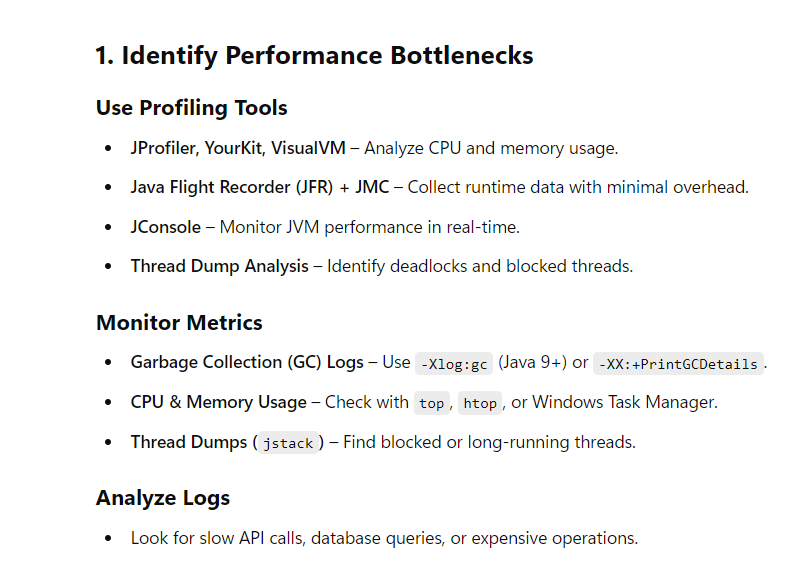 1. Identify Performance Bottlenecks
Use Profiling Tools
• JProfiler, YourKit, VisualVM – Analyze CPU and memory usage.
• Java Flight Recorder (JFR) + JMC – Collect runtime data with minimal overhead.
• JConsole – Monitor JVM performance in real-time.
• Thread Dump Analysis – Identify deadlocks and blocked threads.
Monitor Metrics
• Garbage Collection (GC) Logs – Use -Xlog:gc (Java 9+) or -XX:+PrintGCDetails.
• CPU & Memory Usage – Check with top, htop, or Windows Task Manager.
• Thread Dumps (jstack) – Find blocked or long-running threads.
Analyze Logs
• Look for slow API calls, database queries, or expensive operations.